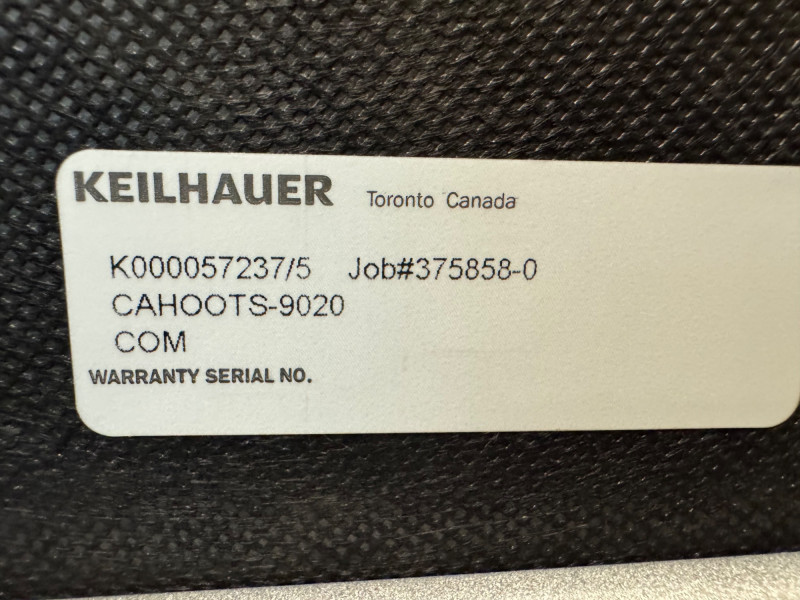 KEILHAUER Toronto Canada
K000057237/5 Job#375858-0
CAHOOTS-9020
COM
WARRANTY SERIAL NO.